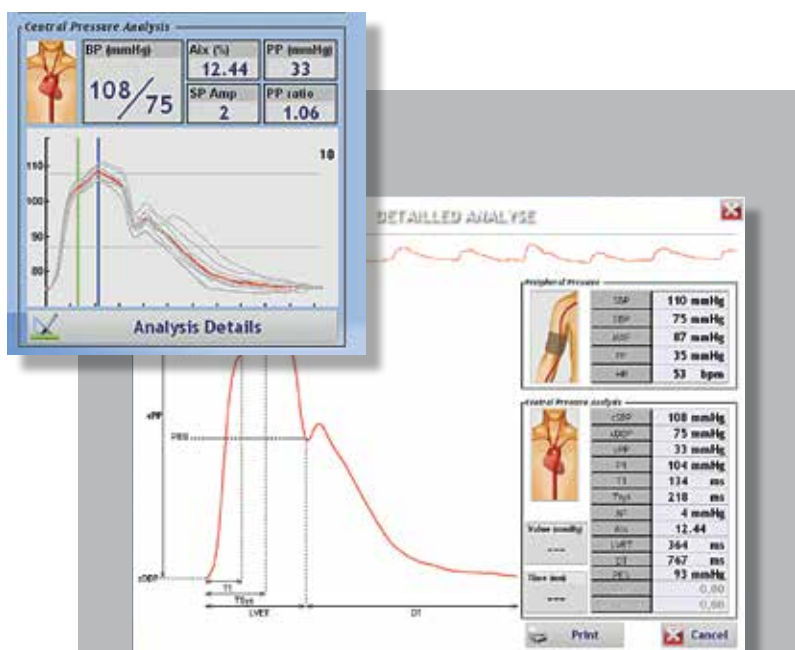 Central Pressure Analysis
BP (mmHg)
108/75
Aix (%)
12.44
PP (mmHg)
33
SP Amp
2
PP ratio
1.06
10
110
100
90
80
Analysis Details
DETAILLED ANALYSE
Peripheral Pressure
SBP 110 mmHg
DBP 75 mmHg
MAP 87 mmHg
PP 35 mmHg
HR 53 bpm
Central Pressure Analysis
cSBP 108 mmHg
cDBP 75 mmHg
cPP 33 mmHg
P1 104 mmHg
T1 134 ms
Tsys 218 ms
4 mmHg
Aix 12.44
LVET 364 ms
DT 767 ms
PES 93 mmHg
0,00
0,00
Value (mmHg)
---
Time (ms)
---
cPP
PES
cDBP
T1
TSys
LVET
DT
Print
Cancel